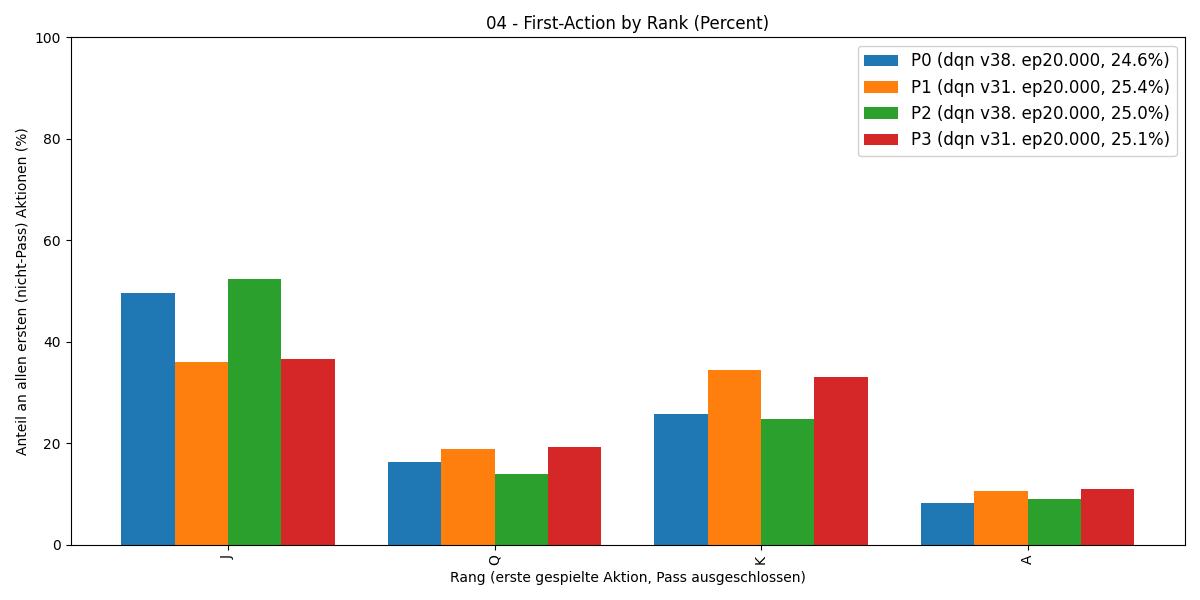 04 - First-Action by Rank (Percent)
P0 (dqn v38. ep20.000, 24.6%)
P1 (dqn v31. ep20.000, 25.4%)
P2 (dqn v38. ep20.000, 25.0%)
P3 (dqn v31. ep20.000, 25.1%)
Anteil an allen ersten (nicht-Pass) Aktionen (%)
100
80
60
40
20
0
J
Q
K
A
Rang (erste gespielte Aktion, Pass ausgeschlossen)